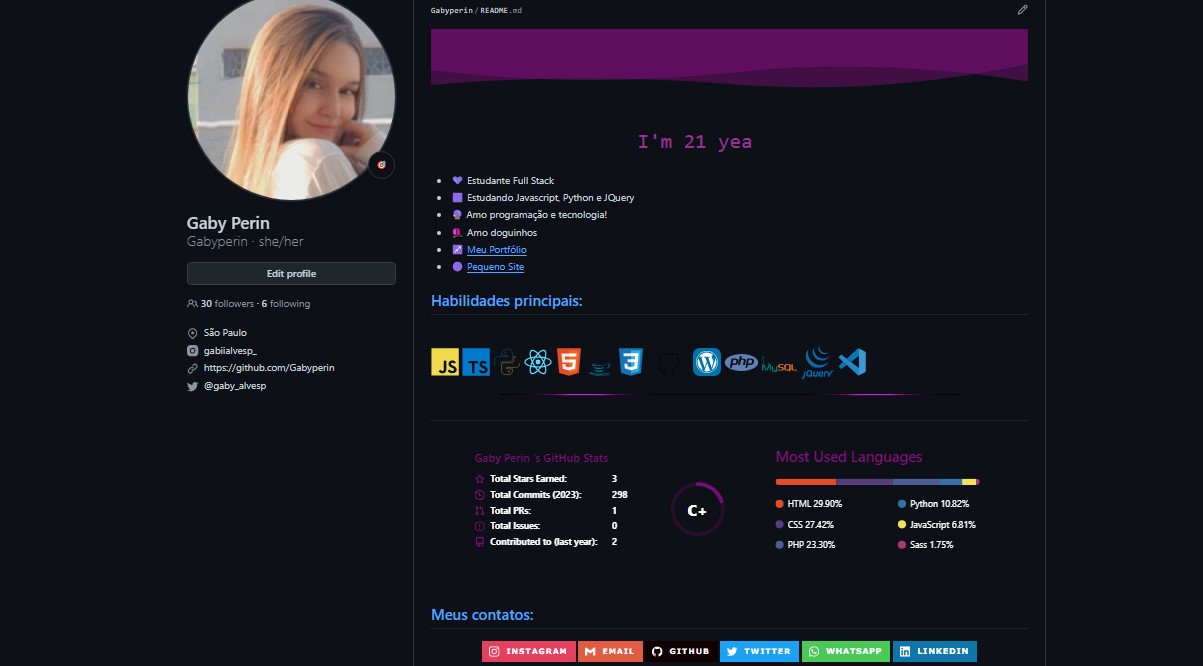 Gabyperin / README.md
I'm 21 yea
Estudante Full Stack
Estudando Javascript, Python e JQuery
Amo programação e tecnologia!
Amo doguinhos
Meu Portfólio
Pequeno Site
Gaby Perin
Gabyperin · she/her
Edit profile
30 followers · 6 following
São Paulo
gabiialvesp_
https://github.com/Gabyperin
@gaby_alvesp
Habilidades principais:
JS TS 5 3 W php MySQL jQuery
Gaby Perin 's GitHub Stats
Total Stars Earned: 3
Total Commits (2023): 298
Total PRs: 1
Total Issues: 0
Contributed to (last year): 2
C+
Most Used Languages
HTML 29.90% Python 10.82%
CSS 27.42% JavaScript 6.81%
PHP 23.30% Sass 1.75%
Meus contatos:
INSTAGRAM EMAIL GITHUB TWITTER WHATSAPP LINKEDIN